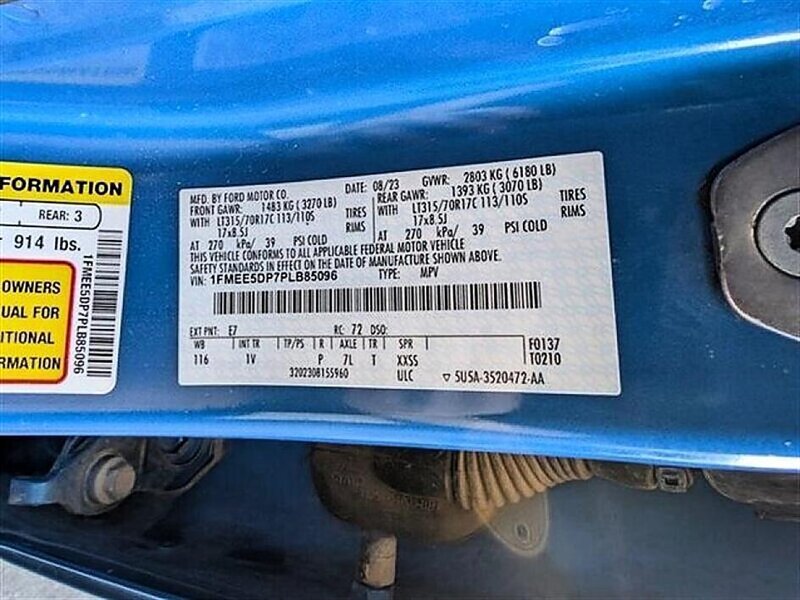 FORMATION
REAR: 3
914 lbs.
OWNERS
UAL FOR
ITIONAL
FORMATION
1FMEE5DP7PLB85096
MFD. BY FORD MOTOR CO.
DATE: 08/23 GVWR: 2803 KG ( 6180 LB)
FRONT GAWR: 1483 KG ( 3270 LB) REAR GAWR: 1393 KG ( 3070 LB)
WITH LT315/70R17C 113/110S TIRES WITH LT315/70R17C 113/110S TIRES
17x8.5J RIMS 17x8.5J RIMS
AT 270 kPa/ 39 PSI COLD AT 270 kPa/ 39 PSI COLD
THIS VEHICLE CONFORMS TO ALL APPLICABLE FEDERAL MOTOR VEHICLE
SAFETY STANDARDS IN EFFECT ON THE DATE OF MANUFACTURE SHOWN ABOVE.
VIN: 1FMEE5DP7PLB85096 TYPE: MPV
EXT PNT: E7 RC: 72 DSO:
WB INT TR TP/PS R AXLE TR SPR F0137
116 1V P 7L T XXSS T0210
3202308155960 ULC ▽ 5U5A-3520472-AA